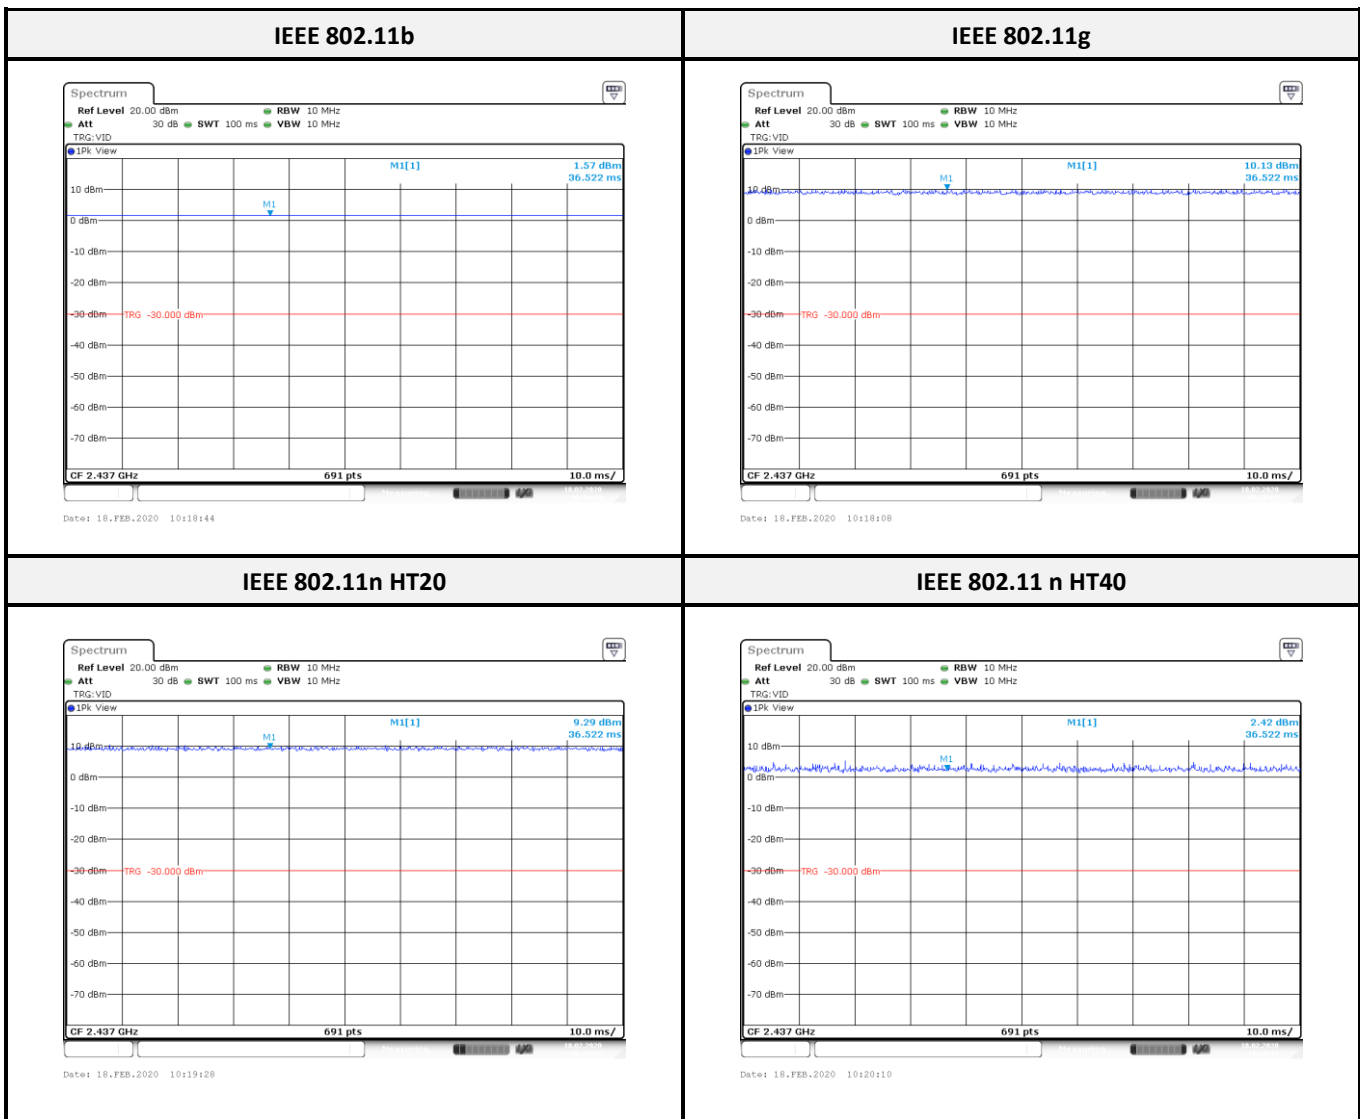 IEEE 802.11b
IEEE 802.11g
Spectrum
Ref Level 20.00 dBm RBW 10 MHz
Att 30 dB SWT 100 ms VBW 10 MHz
TRG:VID
1Pk View
M1[1] 1.57 dBm
36.522 ms
10 dBm
M1
0 dBm
-10 dBm
-20 dBm
-30 dBm TRG -30.000 dBm
-40 dBm
-50 dBm
-60 dBm
-70 dBm
CF 2.437 GHz 691 pts 10.0 ms/
Date: 18.FEB.2020 10:18:44
Spectrum
Ref Level 20.00 dBm RBW 10 MHz
Att 30 dB SWT 100 ms VBW 10 MHz
TRG:VID
1Pk View
M1[1] 10.13 dBm
36.522 ms
M1
10 dBm
0 dBm
-10 dBm
-20 dBm
-30 dBm TRG -30.000 dBm
-40 dBm
-50 dBm
-60 dBm
-70 dBm
CF 2.437 GHz 691 pts 10.0 ms/
Date: 18.FEB.2020 10:18:08
IEEE 802.11n HT20
IEEE 802.11 n HT40
Spectrum
Ref Level 20.00 dBm RBW 10 MHz
Att 30 dB SWT 100 ms VBW 10 MHz
TRG:VID
1Pk View
M1[1] 9.29 dBm
36.522 ms
M1
10 dBm
0 dBm
-10 dBm
-20 dBm
-30 dBm TRG -30.000 dBm
-40 dBm
-50 dBm
-60 dBm
-70 dBm
CF 2.437 GHz 691 pts 10.0 ms/
Date: 18.FEB.2020 10:19:28
Spectrum
Ref Level 20.00 dBm RBW 10 MHz
Att 30 dB SWT 100 ms VBW 10 MHz
TRG:VID
1Pk View
M1[1] 2.42 dBm
36.522 ms
10 dBm
M1
0 dBm
-10 dBm
-20 dBm
-30 dBm TRG -30.000 dBm
-40 dBm
-50 dBm
-60 dBm
-70 dBm
CF 2.437 GHz 691 pts 10.0 ms/
Date: 18.FEB.2020 10:20:10